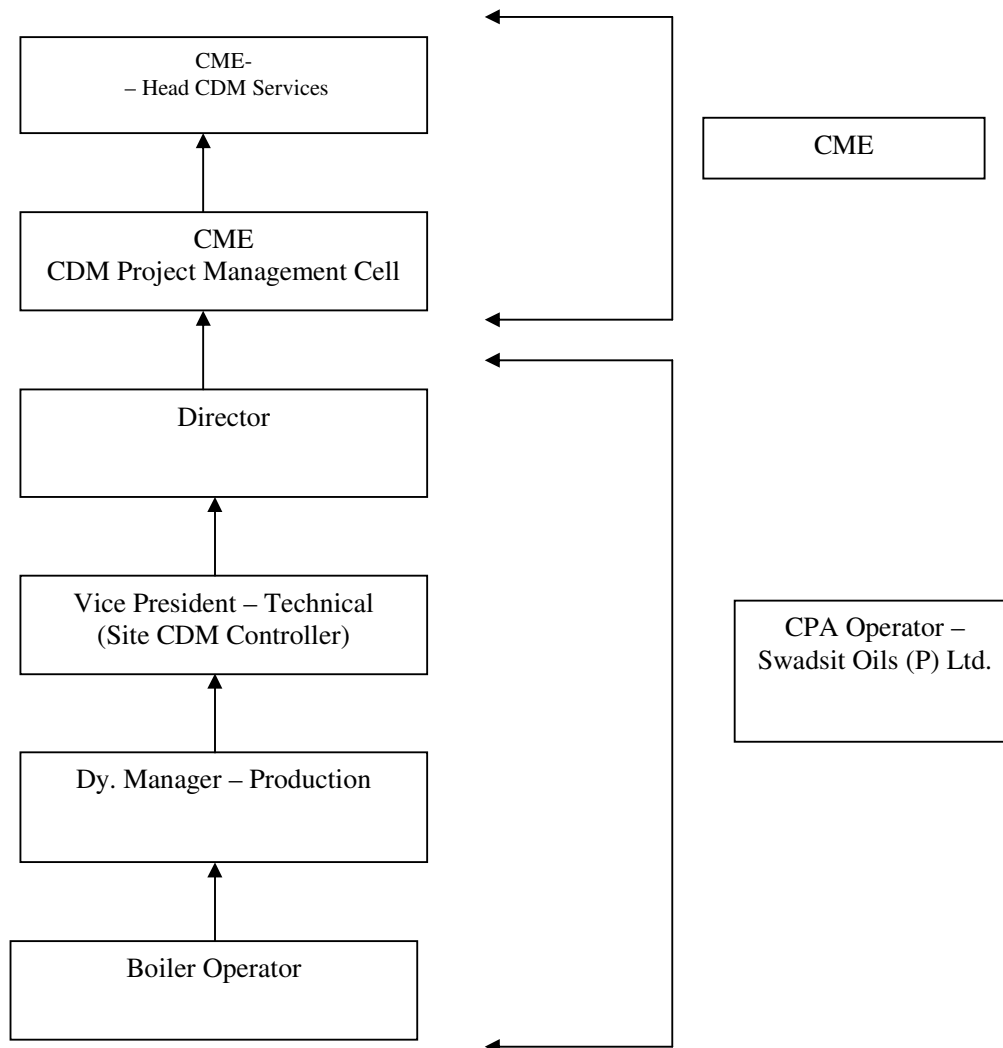 CME-
– Head CDM Services
CME
CME
CDM Project Management Cell
Director
Vice President – Technical
(Site CDM Controller)
CPA Operator –
Swadsit Oils (P) Ltd.
Dy. Manager – Production
Boiler Operator